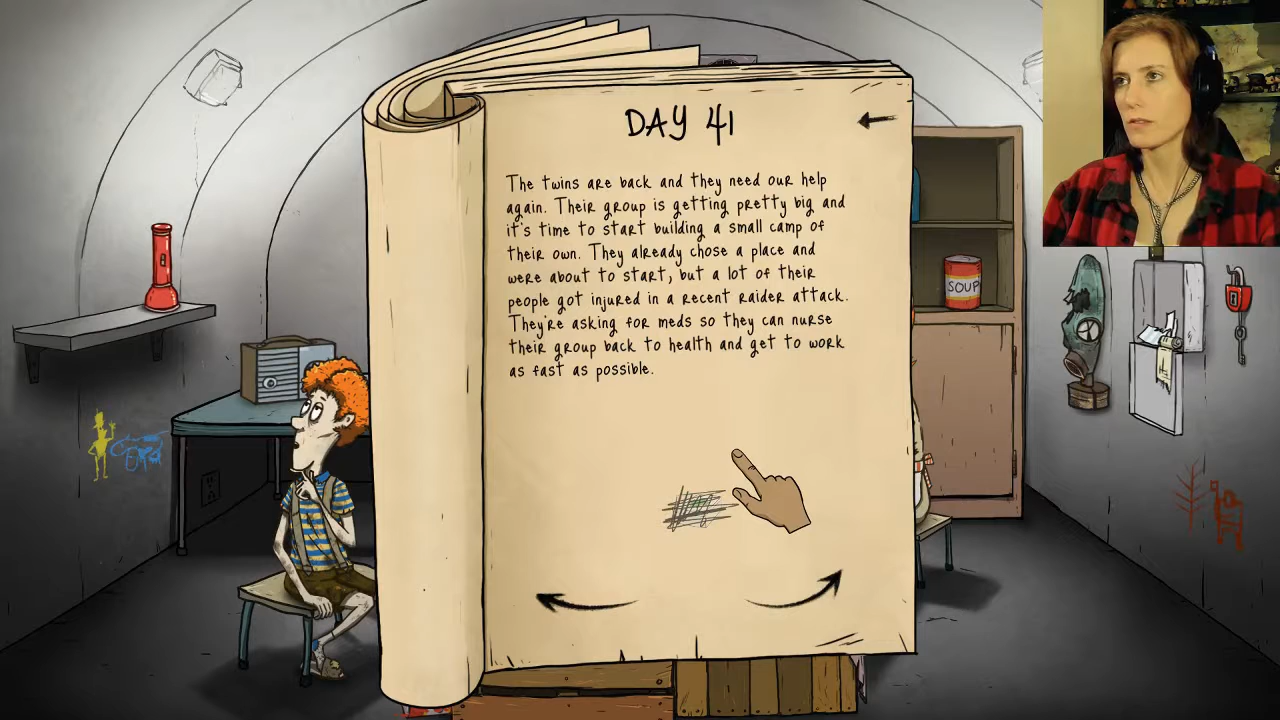 DAY 41
The twins are back and they need our help
again. Their group is getting pretty big and
it's time to start building a small camp of
their own. They already chose a place and
were about to start, but a lot of their
people got injured in a recent raider attack.
They're asking for meds so they can nurse
their group back to health and get to work
as fast as possible.
SOUP